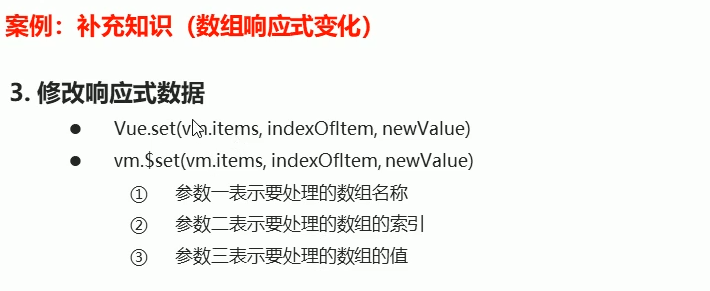 案例：补充知识（数组响应式变化）
3. 修改响应式数据
● Vue.set(vm.items, indexOfItem, newValue)
● vm.$set(vm.items, indexOfItem, newValue)
① 参数一表示要处理的数组名称
② 参数二表示要处理的数组的索引
③ 参数三表示要处理的数组的值